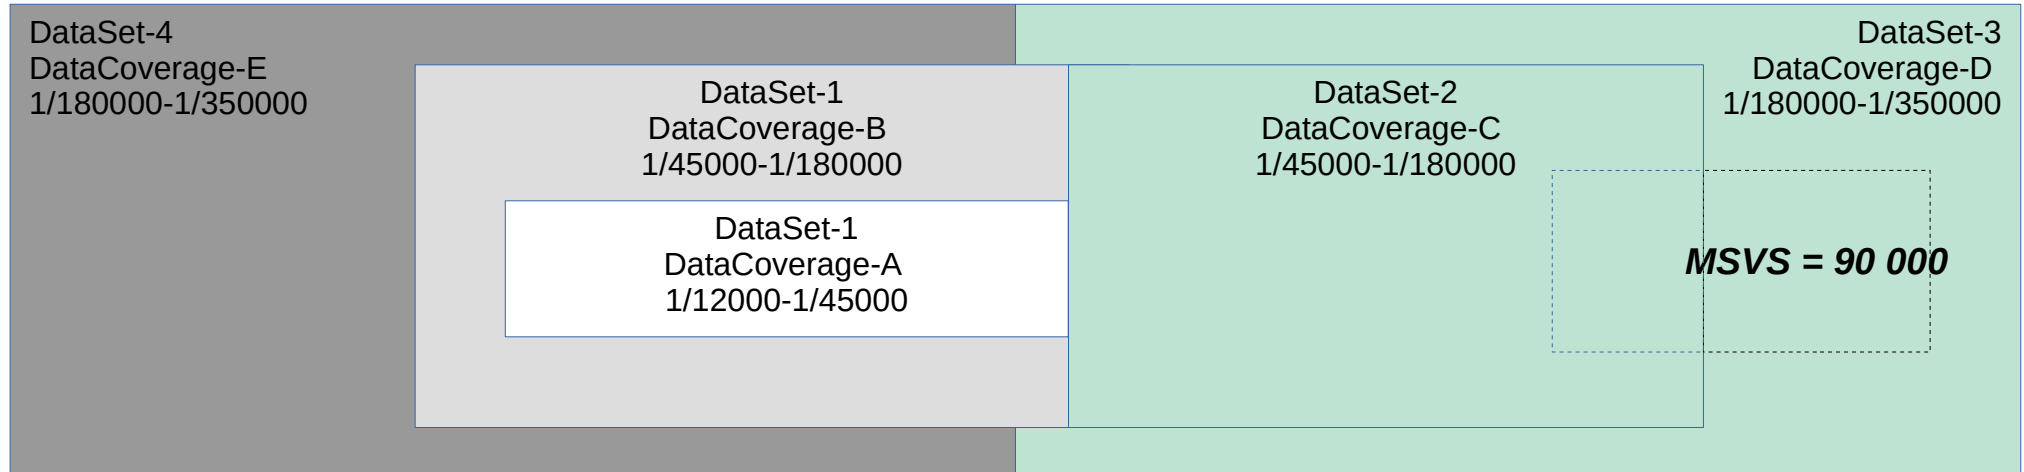 DataSet-4
DataCoverage-E
1/180000-1/350000
DataSet-3
DataCoverage-D
1/180000-1/350000
DataSet-1
DataCoverage-B
1/45000-1/180000
DataSet-2
DataCoverage-C
1/45000-1/180000
DataSet-1
DataCoverage-A
1/12000-1/45000
MSVS = 90 000